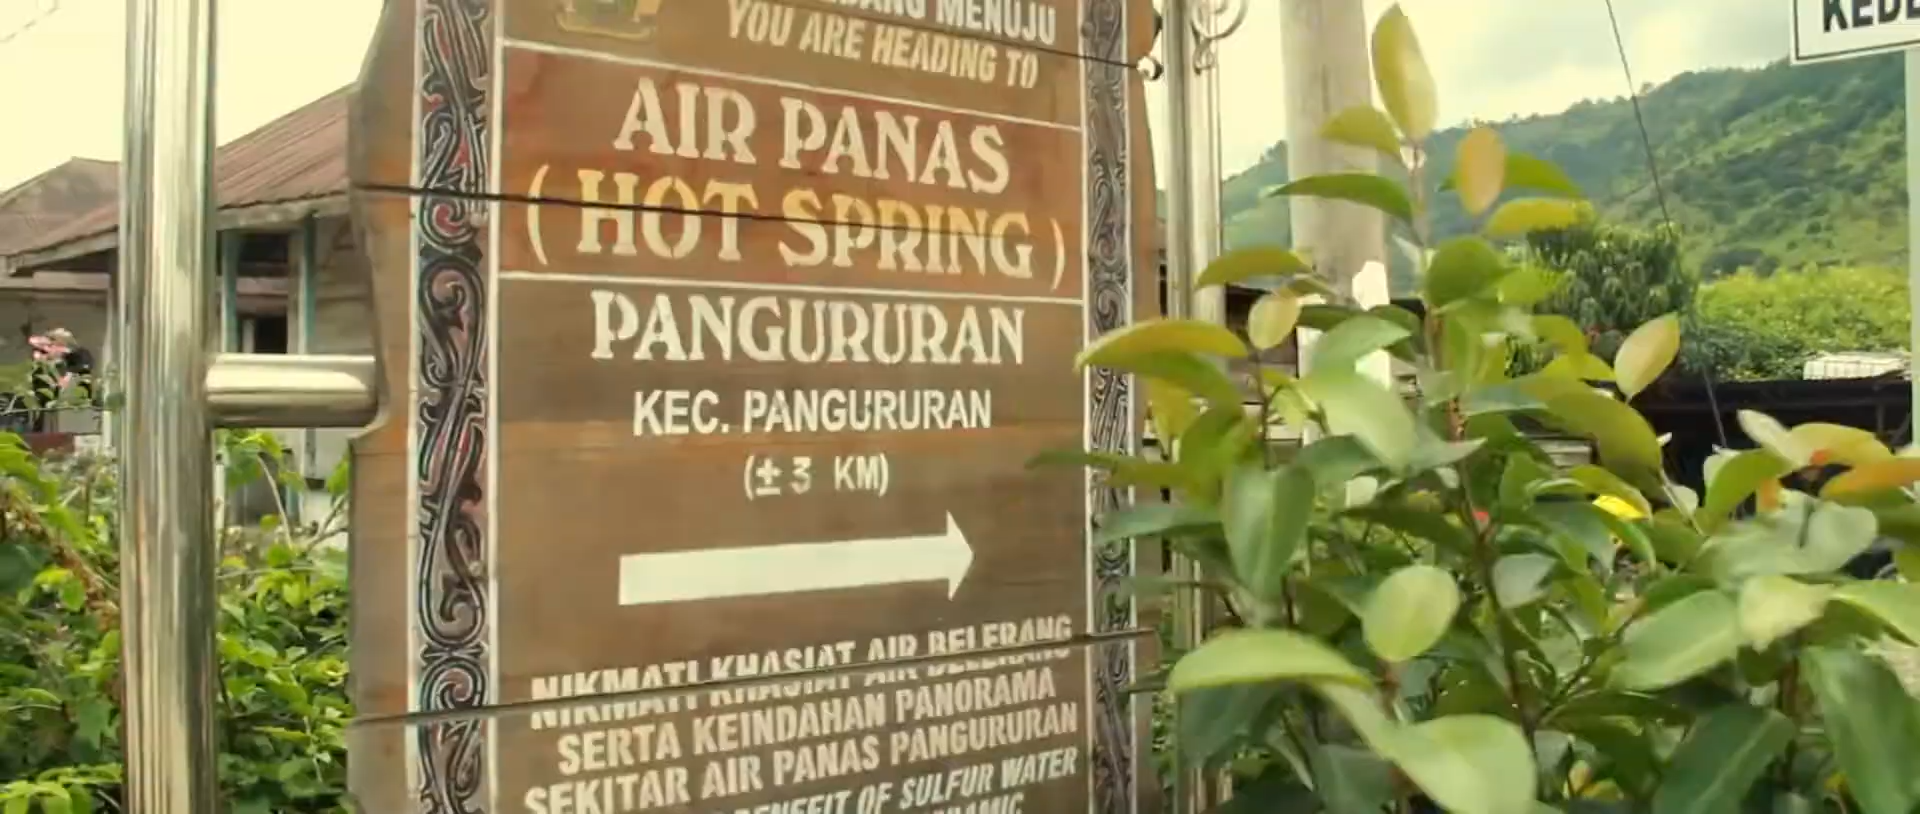 MENUJU
YOU ARE HEADING TO
AIR PANAS
( HOT SPRING )
PANGURURAN
KEC. PANGURURAN
(± 3 KM)
NIKMATI KHASIAT AIR BELERANG
SERTA KEINDAHAN PANORAMA
SEKITAR AIR PANAS PANGURURAN
BENEFIT OF SULFUR WATER